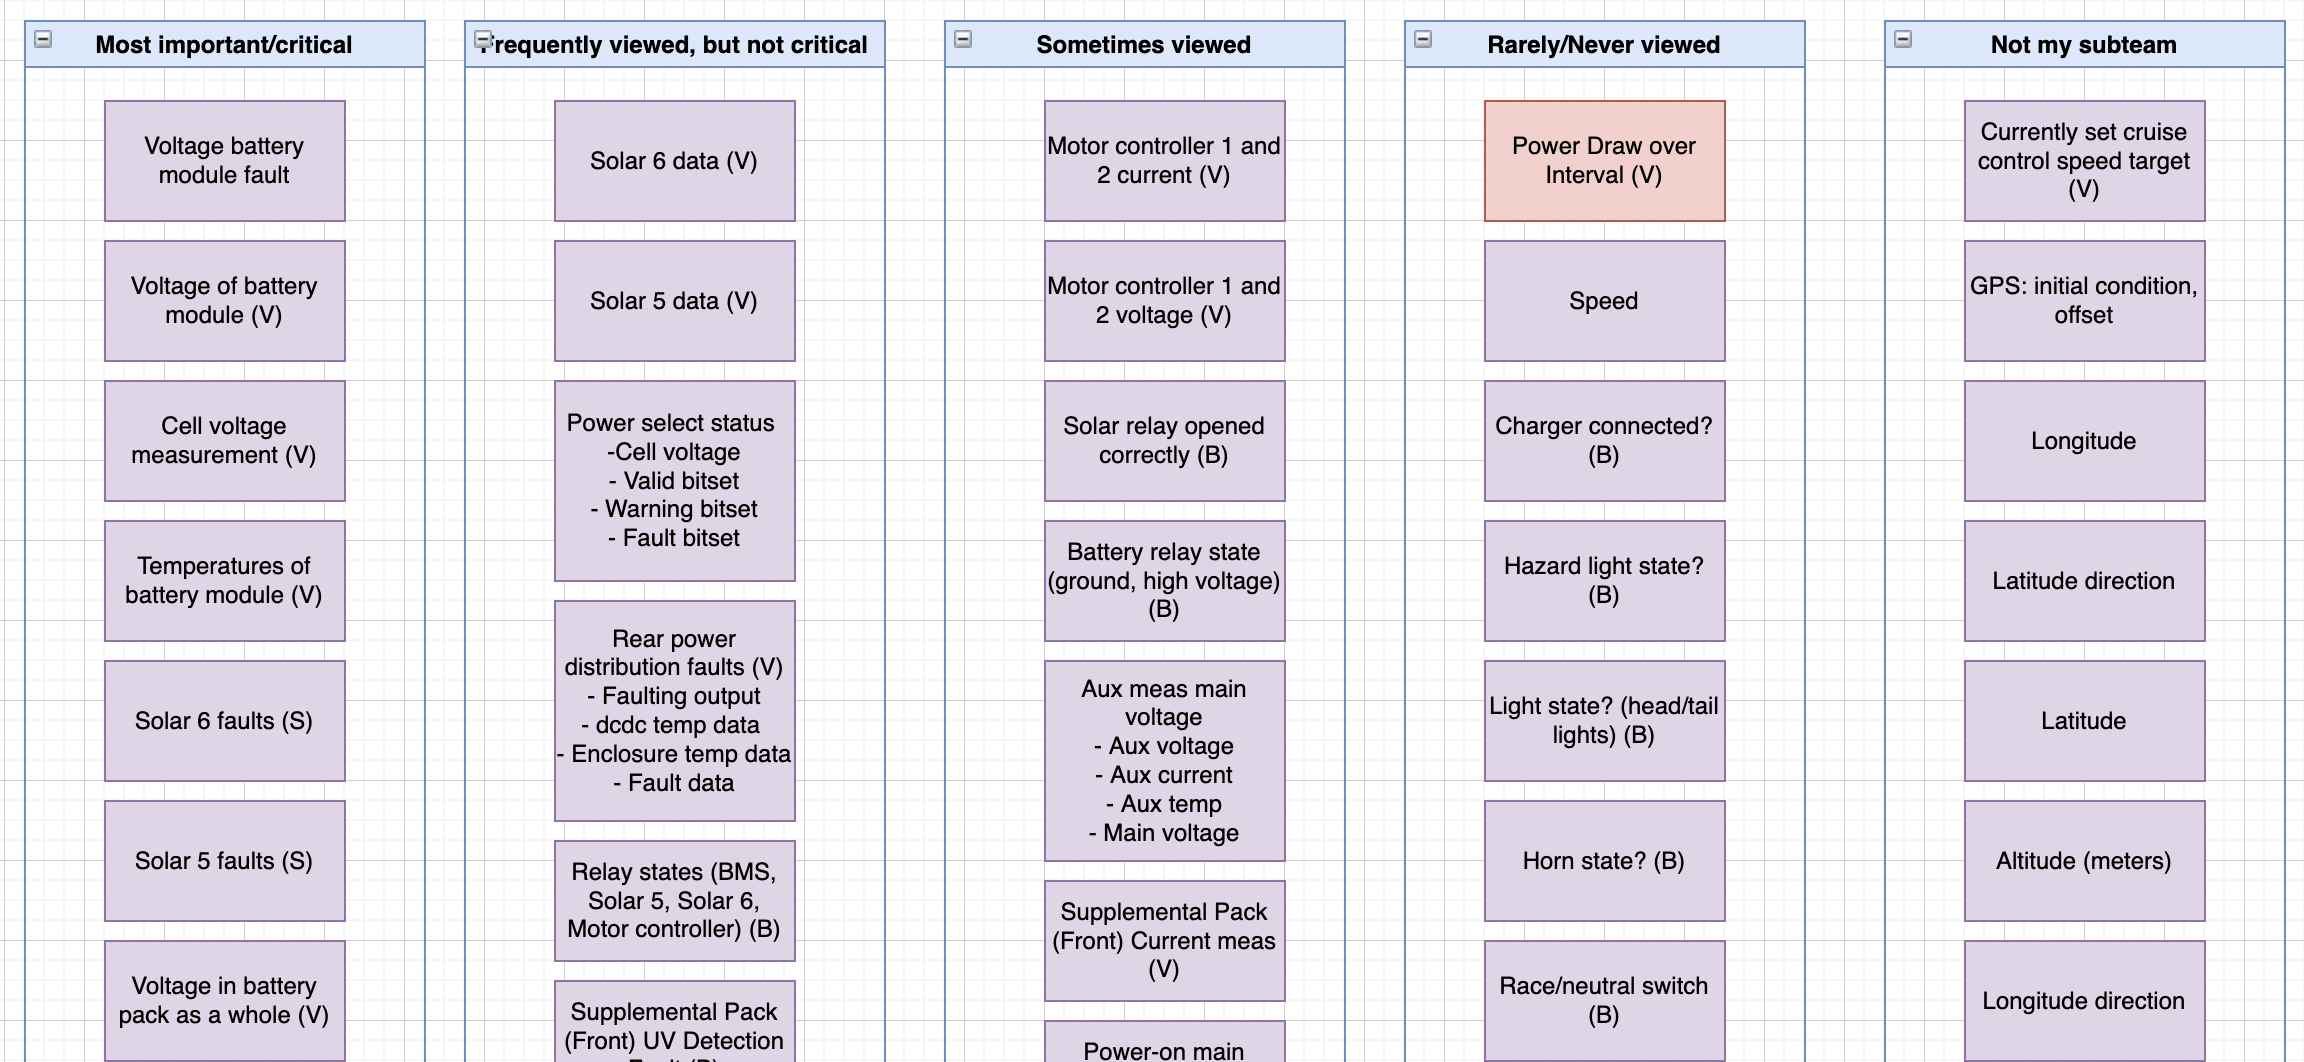 Most important/critical
Voltage battery
module fault
Voltage of battery
module (V)
Cell voltage
measurement (V)
Temperatures of
battery module (V)
Solar 6 faults (S)
Solar 5 faults (S)
Voltage in battery
pack as a whole (V)
Frequently viewed, but not critical
Solar 6 data (V)
Solar 5 data (V)
Power select status
-Cell voltage
- Valid bitset
- Warning bitset
- Fault bitset
Rear power
distribution faults (V)
- Faulting output
- dcdc temp data
- Enclosure temp data
- Fault data
Relay states (BMS,
Solar 5, Solar 6,
Motor controller) (B)
Supplemental Pack
(Front) UV Detection
Sometimes viewed
Motor controller 1 and
2 current (V)
Motor controller 1 and
2 voltage (V)
Solar relay opened
correctly (B)
Battery relay state
(ground, high voltage)
(B)
Aux meas main
voltage
- Aux voltage
- Aux current
- Aux temp
- Main voltage
Supplemental Pack
(Front) Current meas
(V)
Power-on main
Rarely/Never viewed
Power Draw over
Interval (V)
Speed
Charger connected?
(B)
Hazard light state?
(B)
Light state? (head/tail
lights) (B)
Horn state? (B)
Race/neutral switch
(B)
Not my subteam
Currently set cruise
control speed target
(V)
GPS: initial condition,
offset
Longitude
Latitude direction
Latitude
Altitude (meters)
Longitude direction